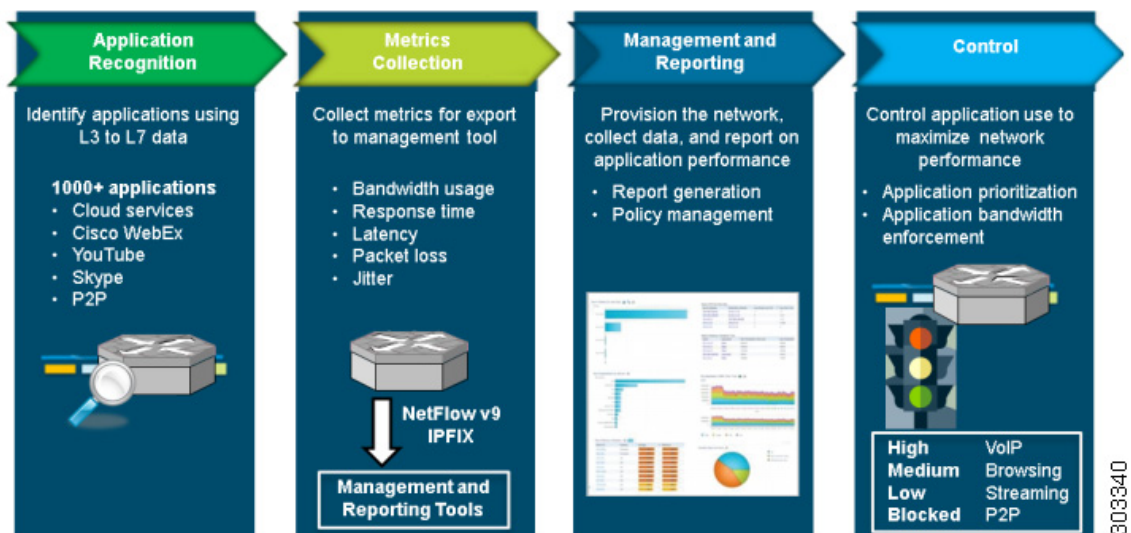 Application
Recognition
Identify applications using
L3 to L7 data
1000+ applications
• Cloud services
• Cisco WebEx
• YouTube
• Skype
• P2P
Metrics
Collection
Collect metrics for export
to management tool
• Bandwidth usage
• Response time
• Latency
• Packet loss
• Jitter
NetFlow v9
IPFIX
Management and
Reporting Tools
Management and
Reporting
Provision the network,
collect data, and report on
application performance
• Report generation
• Policy management
Control
Control application use to
maximize network
performance
• Application prioritization
• Application bandwidth
enforcement
High VoIP
Medium Browsing
Low Streaming
Blocked P2P
303340